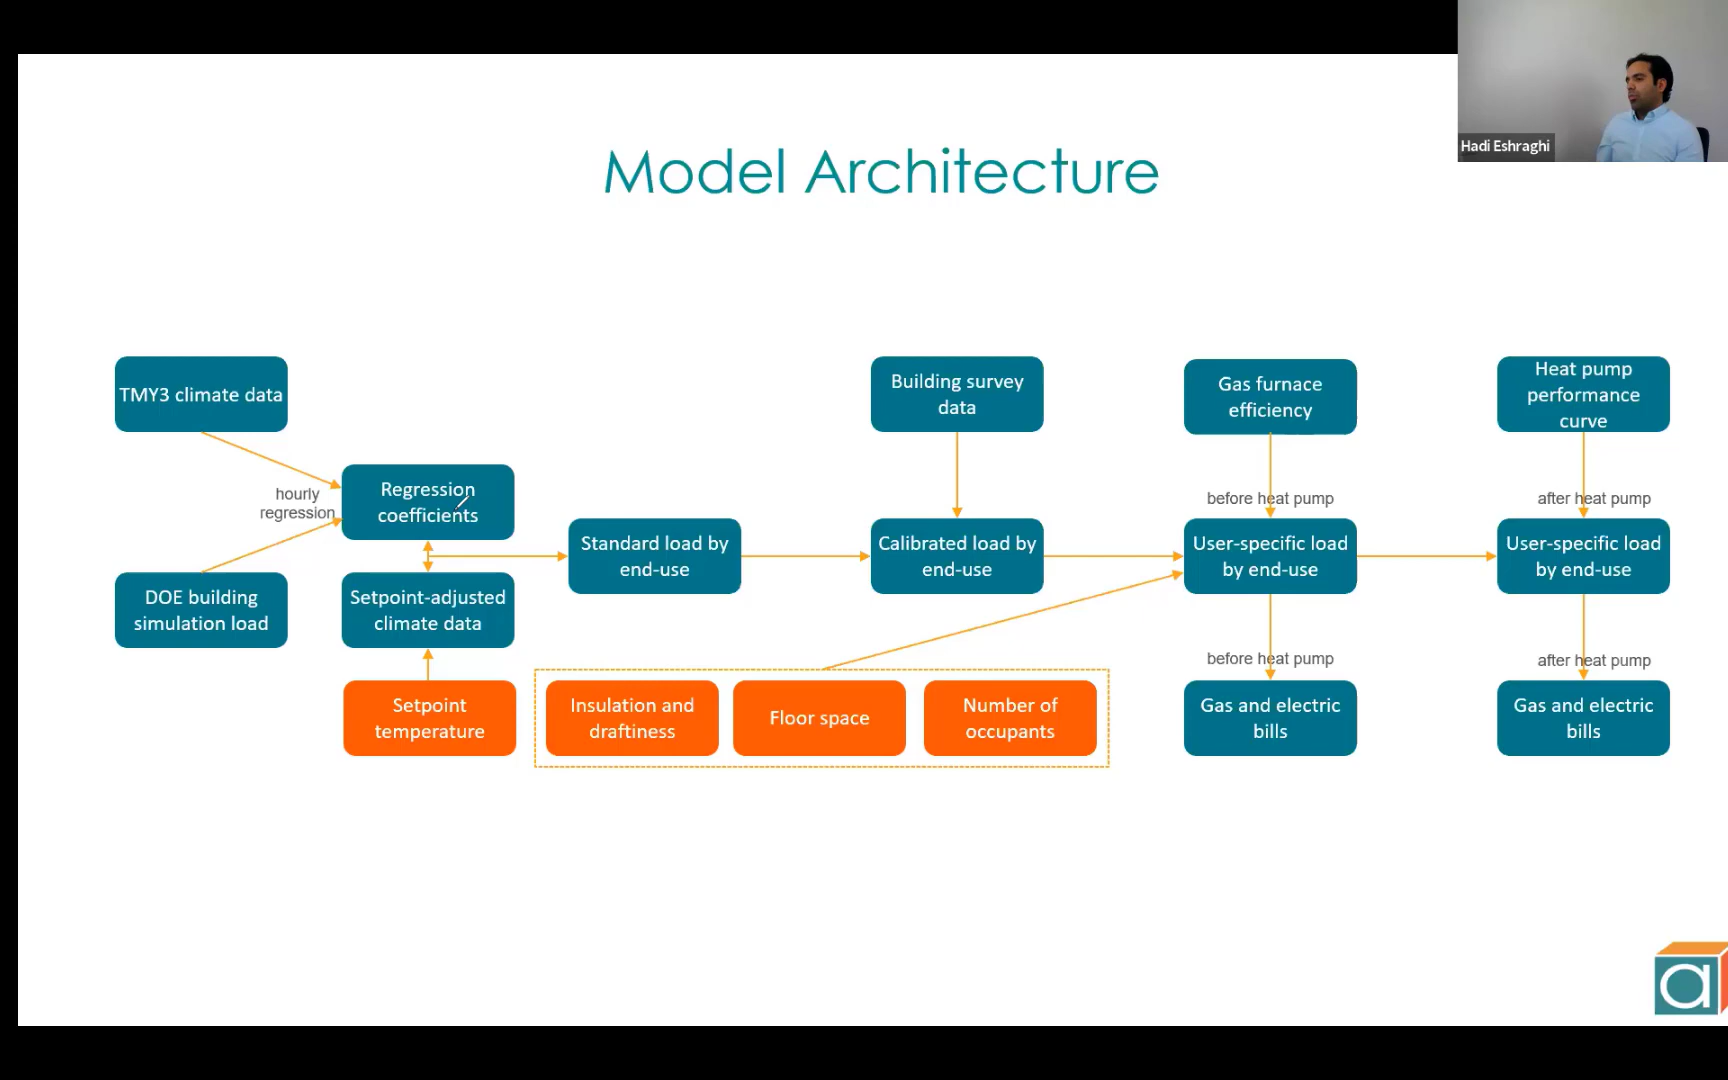 Hadi Eshraghi
Model Architecture
TMY3 climate data
Building survey
data
Gas furnace
efficiency
Heat pump
performance
curve
hourly
regression
Regression
coefficients
before heat pump
after heat pump
Standard load by
end-use
Calibrated load by
end-use
User-specific load
by end-use
User-specific load
by end-use
DOE building
simulation load
Setpoint-adjusted
climate data
before heat pump
after heat pump
Setpoint
temperature
Insulation and
draftiness
Floor space
Number of
occupants
Gas and electric
bills
Gas and electric
bills
a